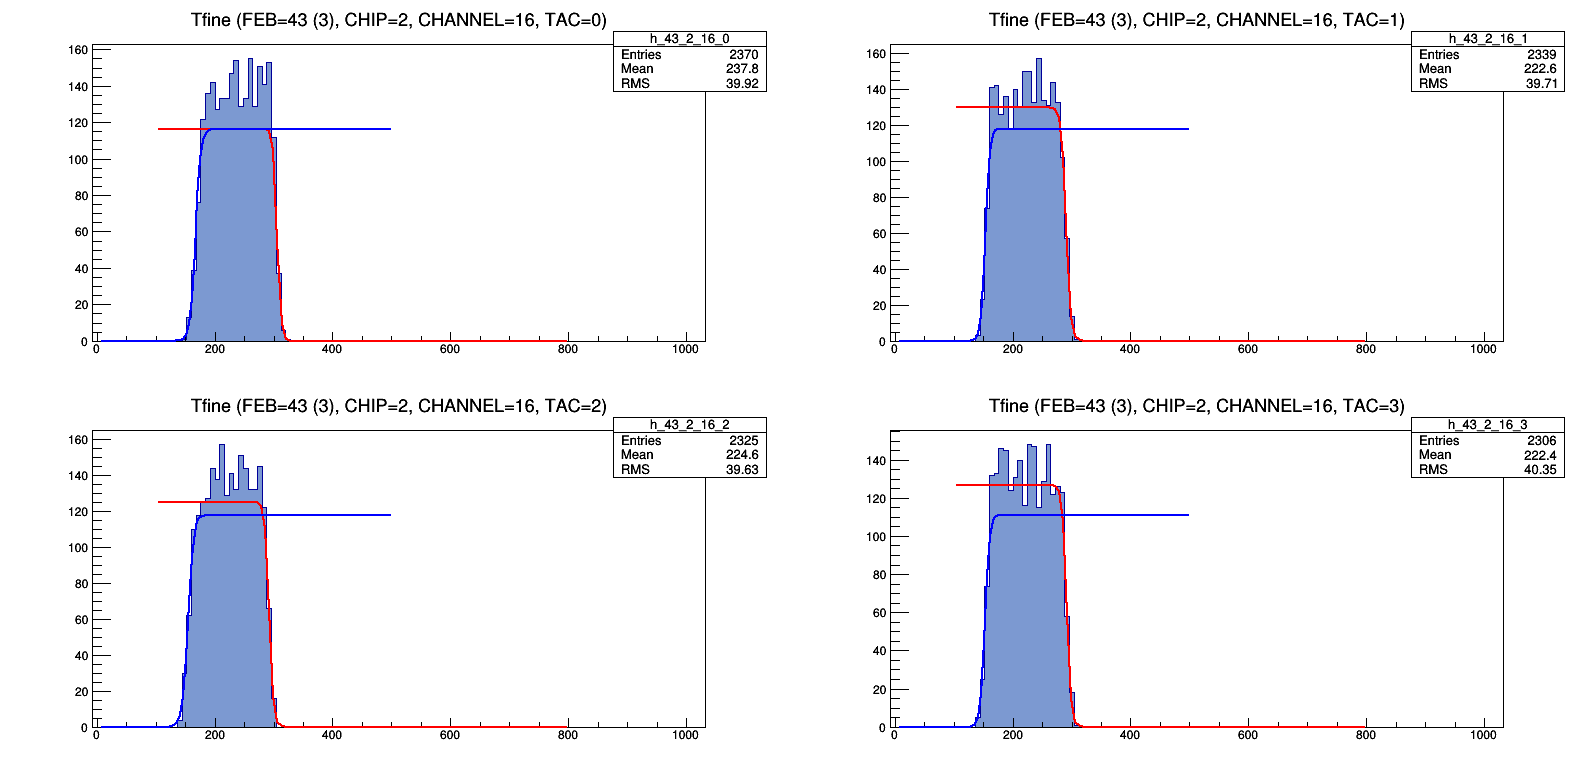 Tfine (FEB=43 (3), CHIP=2, CHANNEL=16, TAC=0)
h_43_2_16_0
Entries 2370
Mean 237.8
RMS 39.92
160
140
120
100
80
60
40
20
0
0 200 400 600 800 1000
Tfine (FEB=43 (3), CHIP=2, CHANNEL=16, TAC=1)
h_43_2_16_1
Entries 2339
Mean 222.6
RMS 39.71
160
140
120
100
80
60
40
20
0
0 200 400 600 800 1000
Tfine (FEB=43 (3), CHIP=2, CHANNEL=16, TAC=2)
h_43_2_16_2
Entries 2325
Mean 224.6
RMS 39.63
160
140
120
100
80
60
40
20
0
0 200 400 600 800 1000
Tfine (FEB=43 (3), CHIP=2, CHANNEL=16, TAC=3)
h_43_2_16_3
Entries 2306
Mean 222.4
RMS 40.35
140
120
100
80
60
40
20
0
0 200 400 600 800 1000